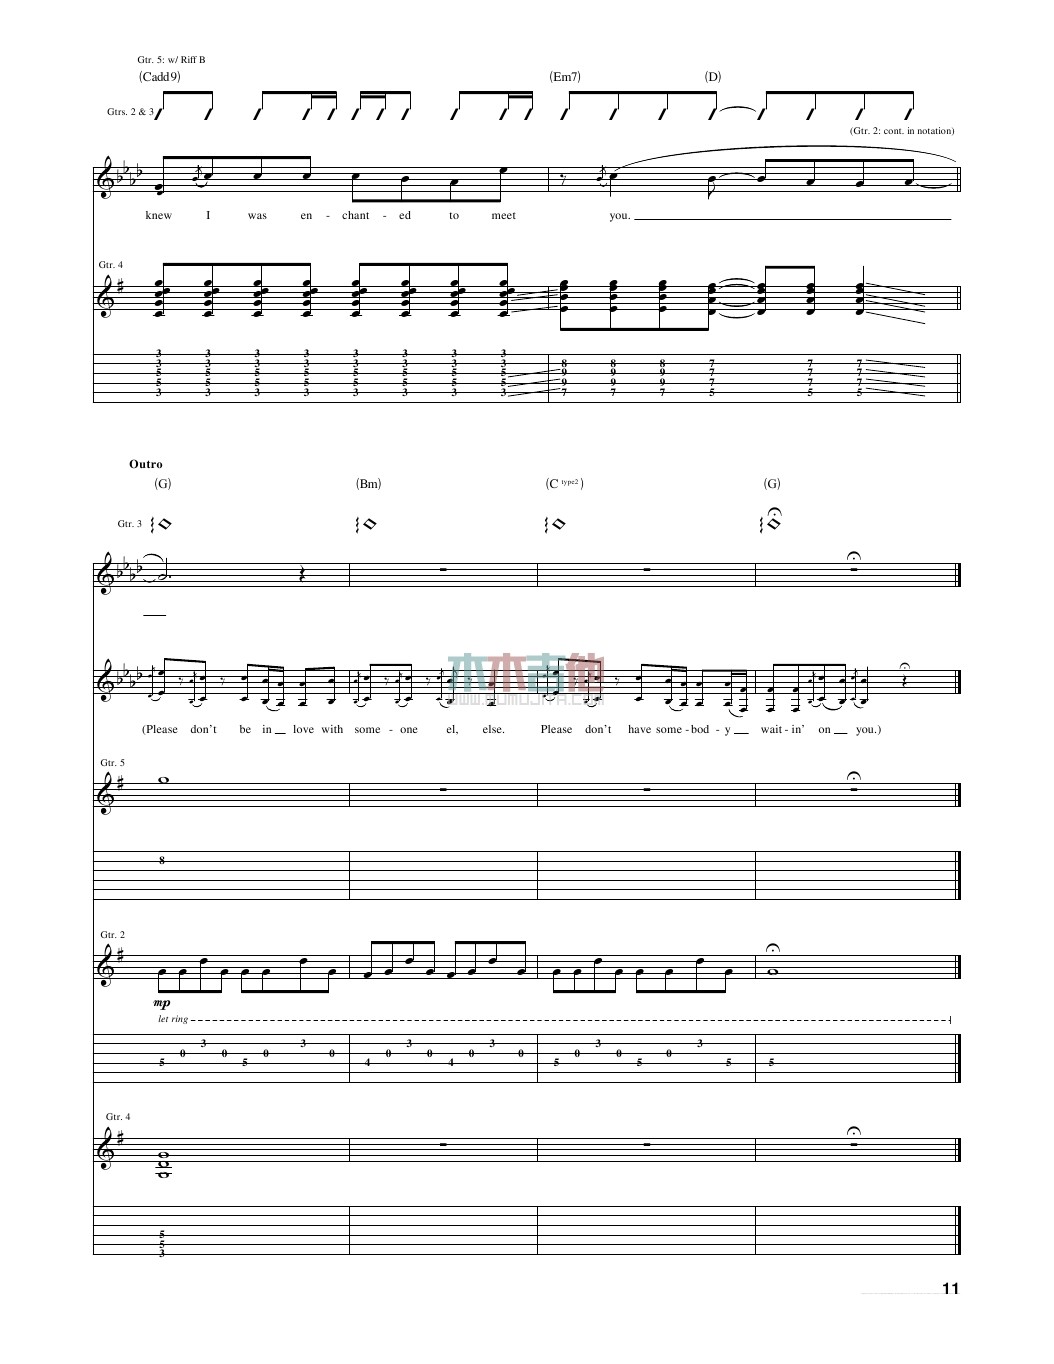 Gtr. 5: w/ Riff B
(Cadd9) (Em7) (D)
Gtrs. 2 & 3
(Gtr. 2: cont. in notation)
knew I was en - chant - ed to meet you.
Gtr. 4
3 3 3 3 3 3 3 3 8 8 8 7 7 7
3 3 3 3 3 3 3 3 9 9 9 7 7 7
5 5 5 5 5 5 5 5 9 9 9 7 7 7
5 5 5 5 5 5 5 5 7 7 7 5 5 5
3 3 3 3 3 3 3 3
Outro
(G) (Bm) (C type2) (G)
Gtr. 3
木木吉他
(Please don't be in love with some - one el, else. Please don't have some - bod - y wait - in' on you.)
Gtr. 5
8
Gtr. 2
mp
let ring
3 3 3 3 3 3
0 0 0 0 0 0 0 0 0 0 0
5 5 4 4 5 5 5 5
Gtr. 4
5
5
3
11